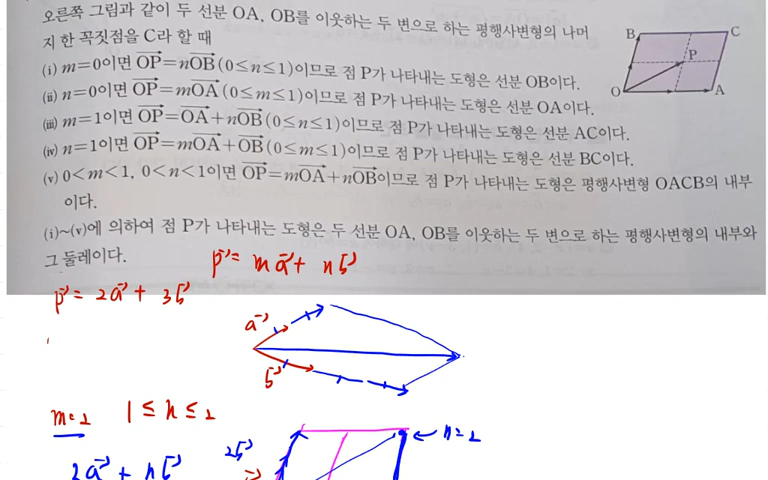 오른쪽 그림과 같이 두 선분 OA, OB를 이웃하는 두 변으로 하는 평행사변형의 나머
지 한 꼭짓점을 C라 할 때
(i) m=0이면 OP=nOB(0≤n≤1)이므로 점 P가 나타내는 도형은 선분 OB이다.
(ii) n=0이면 OP=mOA(0≤m≤1)이므로 점 P가 나타내는 도형은 선분 OA이다.
(iii) m=1이면 OP=OA+nOB(0≤n≤1)이므로 점 P가 나타내는 도형은 선분 AC이다.
(iv) n=1이면 OP=mOA+OB(0≤m≤1)이므로 점 P가 나타내는 도형은 선분 BC이다.
(v) 0<m<1, 0<n<1이면 OP=mOA+nOB이므로 점 P가 나타내는 도형은 평행사변형 OACB의 내부
이다.
(i)~(v)에 의하여 점 P가 나타내는 도형은 두 선분 OA, OB를 이웃하는 두 변으로 하는 평행사변형의 내부와
그 둘레이다.
B
C
P
O
A
p→ = ma→ + nb→
p→ = 2a→ + 3b→
a→
b→
m=2 1≤n≤2
n=2
2b→
2a→ + nb→